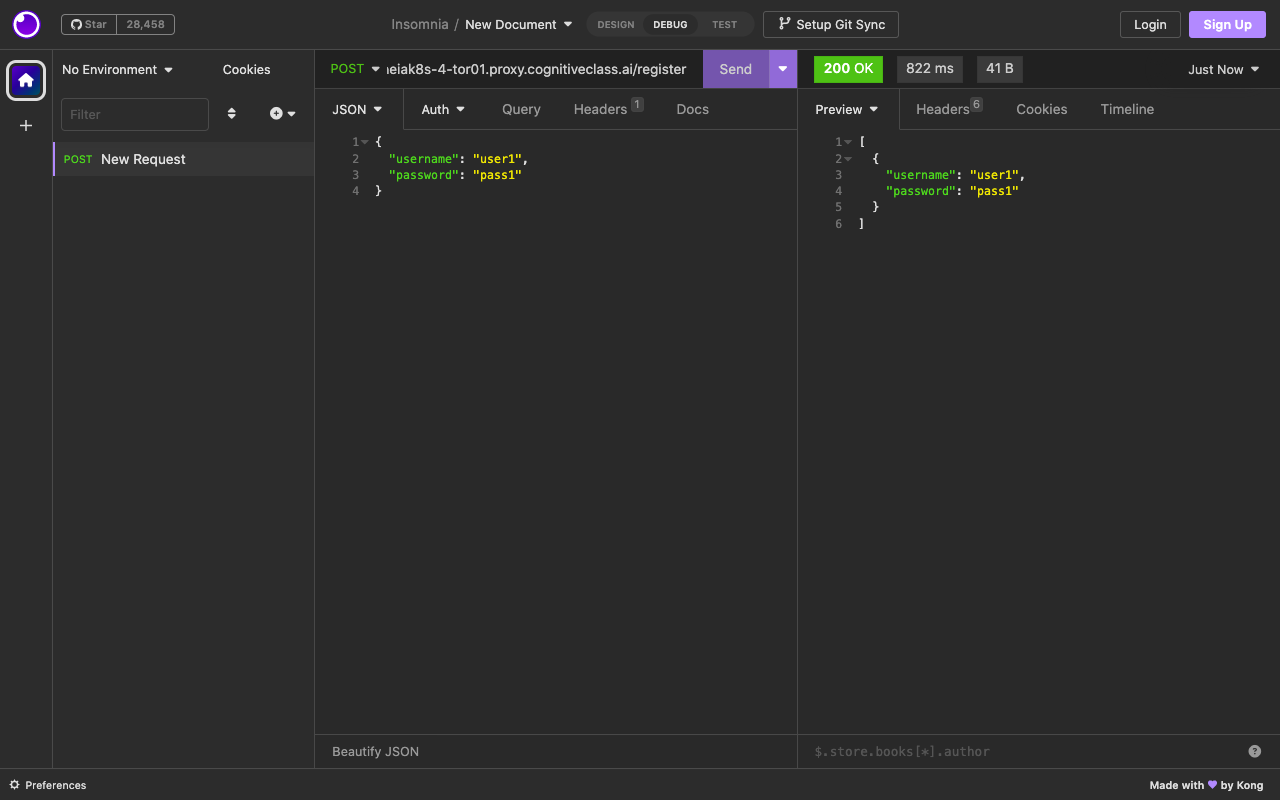 Star 28,458
Insomnia / New Document
DESIGN DEBUG TEST
Setup Git Sync
Login
Sign Up
No Environment
Cookies
POST
eiak8s-4-tor01.proxy.cognitiveclass.ai/register
Send
200 OK
822 ms
41 B
Just Now
Filter
JSON
Auth
Query
Headers 1
Docs
Preview
Headers 6
Cookies
Timeline
POST New Request
1 {
2 "username": "user1",
3 "password": "pass1"
4 }
1 [
2 {
3 "username": "user1",
4 "password": "pass1"
5 }
6 ]
Beautify JSON
$.store.books[*].author
?
Preferences
Made with 💜 by Kong